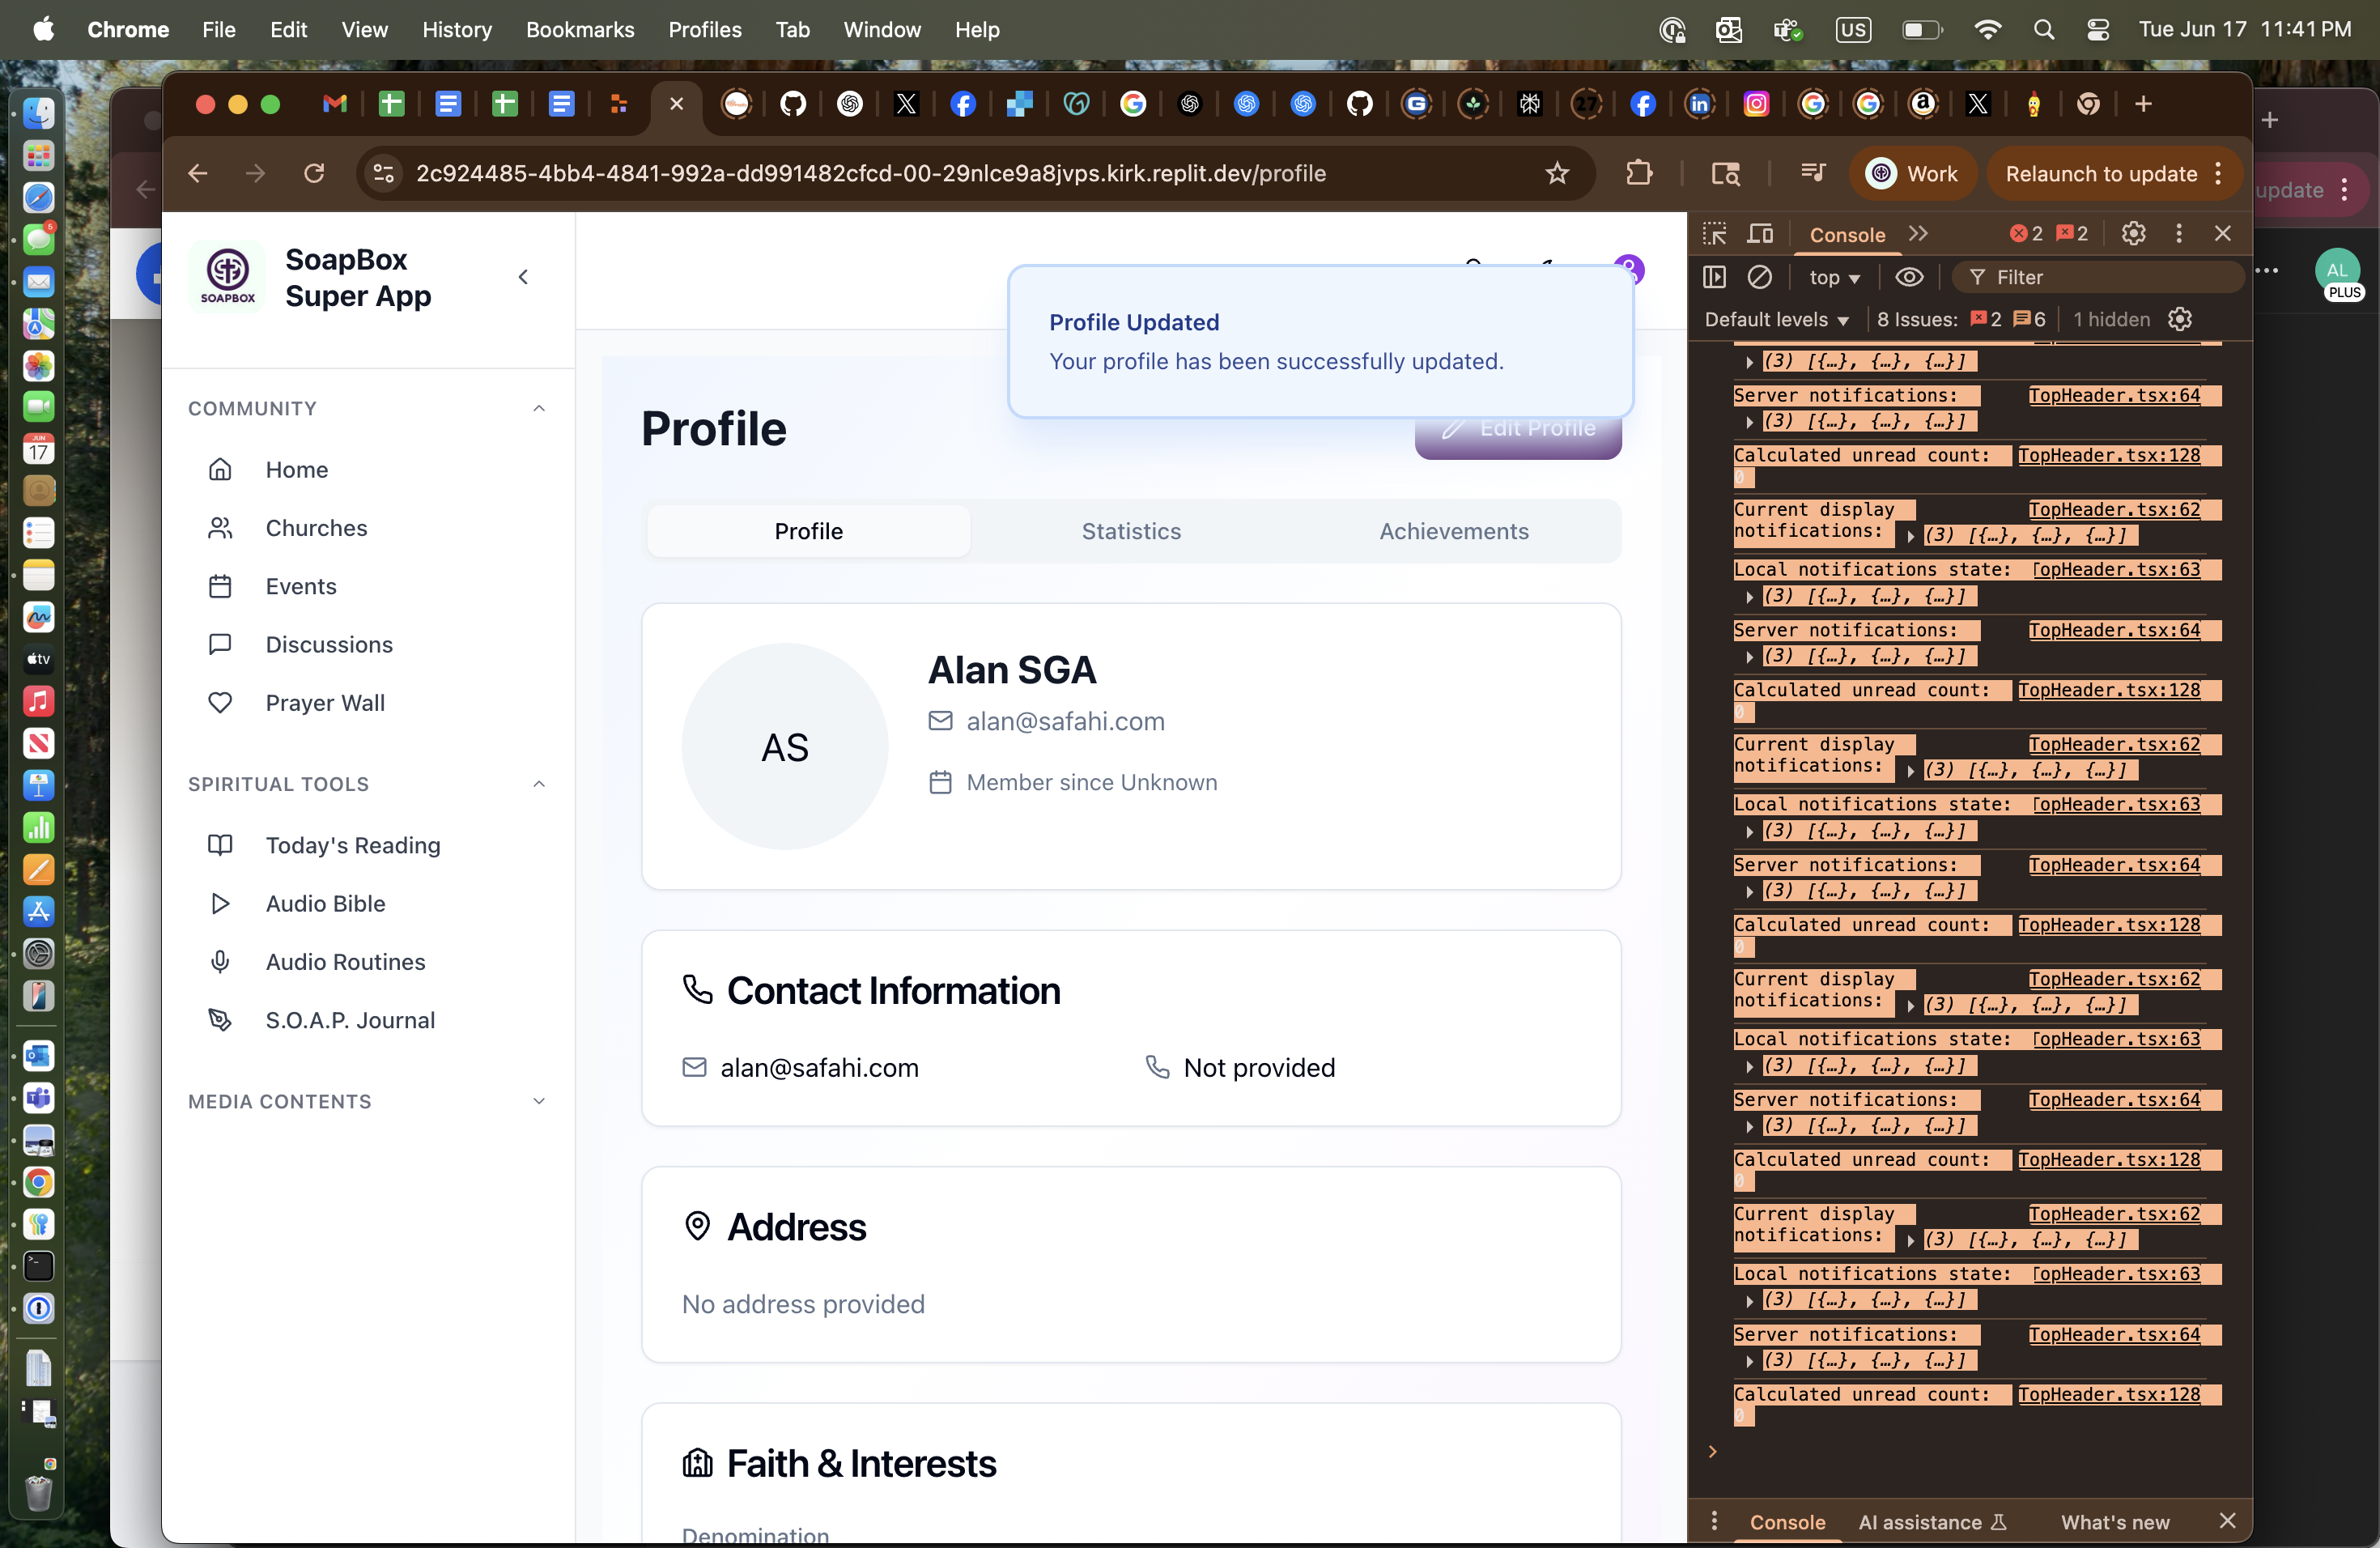 Chrome File Edit View History Bookmarks Profiles Tab Window Help US Tue Jun 17 11:41 PM
2c924485-4bb4-4841-992a-dd991482cfcd-00-29nlce9a8jvps.kirk.replit.dev/profile Work Relaunch to update
update
AL
PLUS
5
JUN
17
tv
SOAPBOX
SoapBox
Super App
COMMUNITY
Home
Churches
Events
Discussions
Prayer Wall
SPIRITUAL TOOLS
Today's Reading
Audio Bible
Audio Routines
S.O.A.P. Journal
MEDIA CONTENTS
Profile Updated
Your profile has been successfully updated.
Profile
Edit Profile
Profile Statistics Achievements
AS
Alan SGA
alan@safahi.com
Member since Unknown
Contact Information
alan@safahi.com Not provided
Address
No address provided
Faith & Interests
Denomination
Console 2 2
top Filter
Default levels 8 Issues: 2 6 1 hidden
(3) [{…}, {…}, {…}]
Server notifications: TopHeader.tsx:64
(3) [{…}, {…}, {…}]
Calculated unread count: TopHeader.tsx:128
0
Current display TopHeader.tsx:62
notifications: (3) [{…}, {…}, {…}]
Local notifications state: TopHeader.tsx:63
(3) [{…}, {…}, {…}]
Server notifications: TopHeader.tsx:64
(3) [{…}, {…}, {…}]
Calculated unread count: TopHeader.tsx:128
0
Current display TopHeader.tsx:62
notifications: (3) [{…}, {…}, {…}]
Local notifications state: TopHeader.tsx:63
(3) [{…}, {…}, {…}]
Server notifications: TopHeader.tsx:64
(3) [{…}, {…}, {…}]
Calculated unread count: TopHeader.tsx:128
0
Current display TopHeader.tsx:62
notifications: (3) [{…}, {…}, {…}]
Local notifications state: TopHeader.tsx:63
(3) [{…}, {…}, {…}]
Server notifications: TopHeader.tsx:64
(3) [{…}, {…}, {…}]
Calculated unread count: TopHeader.tsx:128
0
Current display TopHeader.tsx:62
notifications: (3) [{…}, {…}, {…}]
Local notifications state: TopHeader.tsx:63
(3) [{…}, {…}, {…}]
Server notifications: TopHeader.tsx:64
(3) [{…}, {…}, {…}]
Calculated unread count: TopHeader.tsx:128
0
Console AI assistance What's new